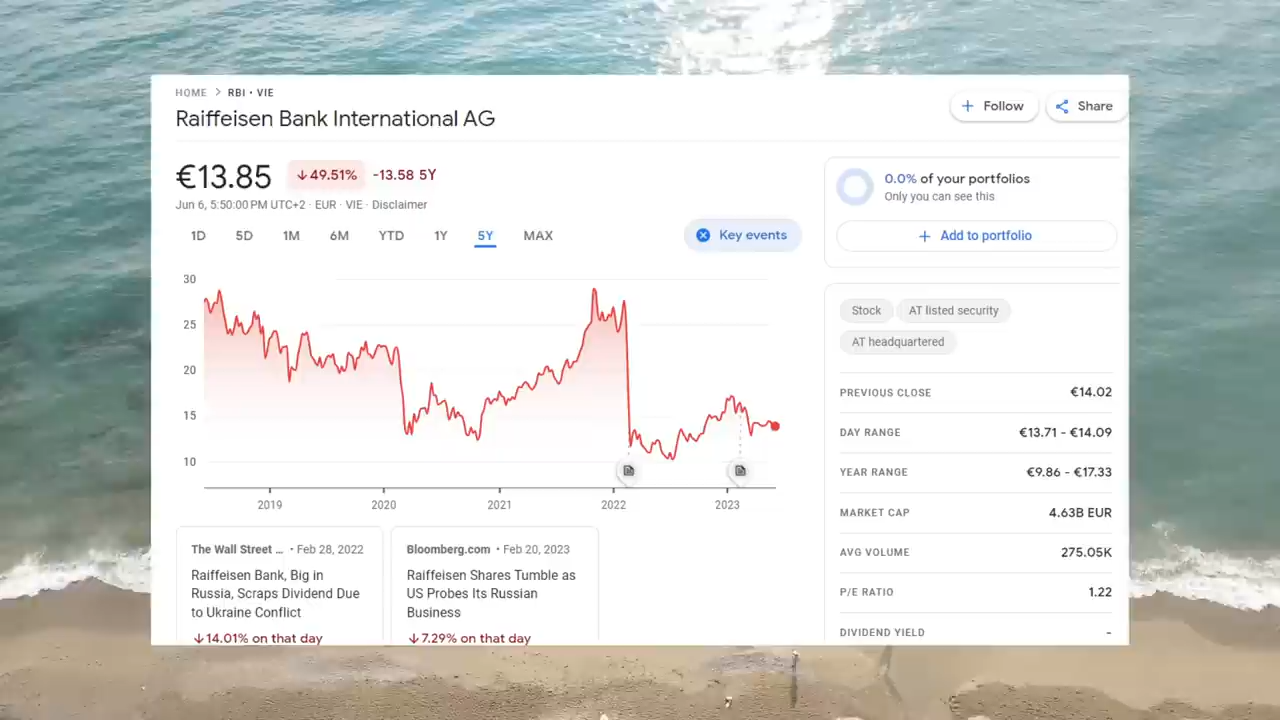 HOME > RBI • VIE
Raiffeisen Bank International AG
+ Follow
Share
€13.85 ↓49.51% -13.58 5Y
Jun 6, 5:50:00 PM UTC+2 · EUR · VIE · Disclaimer
1D 5D 1M 6M YTD 1Y 5Y MAX
Key events
30
25
20
15
10
2019 2020 2021 2022 2023
The Wall Street ... • Feb 28, 2022
Raiffeisen Bank, Big in
Russia, Scraps Dividend Due
to Ukraine Conflict
↓14.01% on that day
Bloomberg.com • Feb 20, 2023
Raiffeisen Shares Tumble as
US Probes Its Russian
Business
↓7.29% on that day
0.0% of your portfolios
Only you can see this
+ Add to portfolio
Stock AT listed security
AT headquartered
PREVIOUS CLOSE €14.02
DAY RANGE €13.71 - €14.09
YEAR RANGE €9.86 - €17.33
MARKET CAP 4.63B EUR
AVG VOLUME 275.05K
P/E RATIO 1.22
DIVIDEND YIELD -